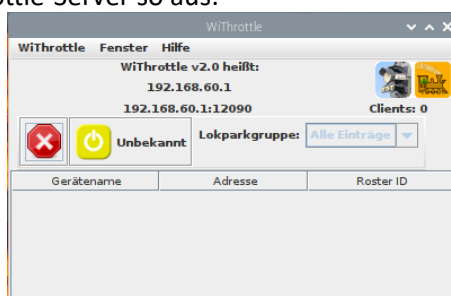 ttle-Server so aus:
WiThrottle
WiThrottle Fenster Hilfe
WiThrottle v2.0 heißt:
192.168.60.1
192.168.60.1:12090
Clients: 0
Unbekannt
Lokparkgruppe: Alle Einträge
Gerätename Adresse Roster ID